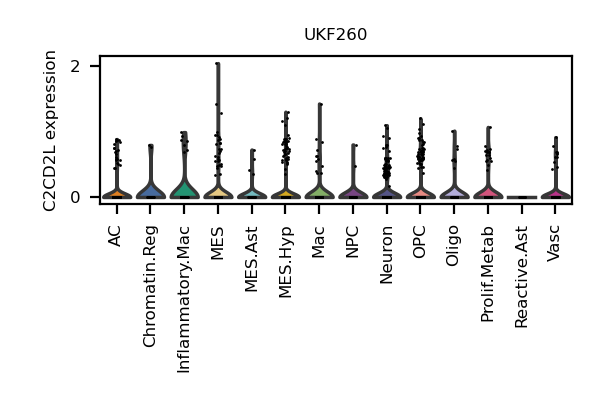 UKF260
C2CD2L expression
2
0
AC
Chromatin.Reg
Inflammatory.Mac
MES
MES.Ast
MES.Hyp
Mac
NPC
Neuron
OPC
Oligo
Prolif.Metab
Reactive.Ast
Vasc